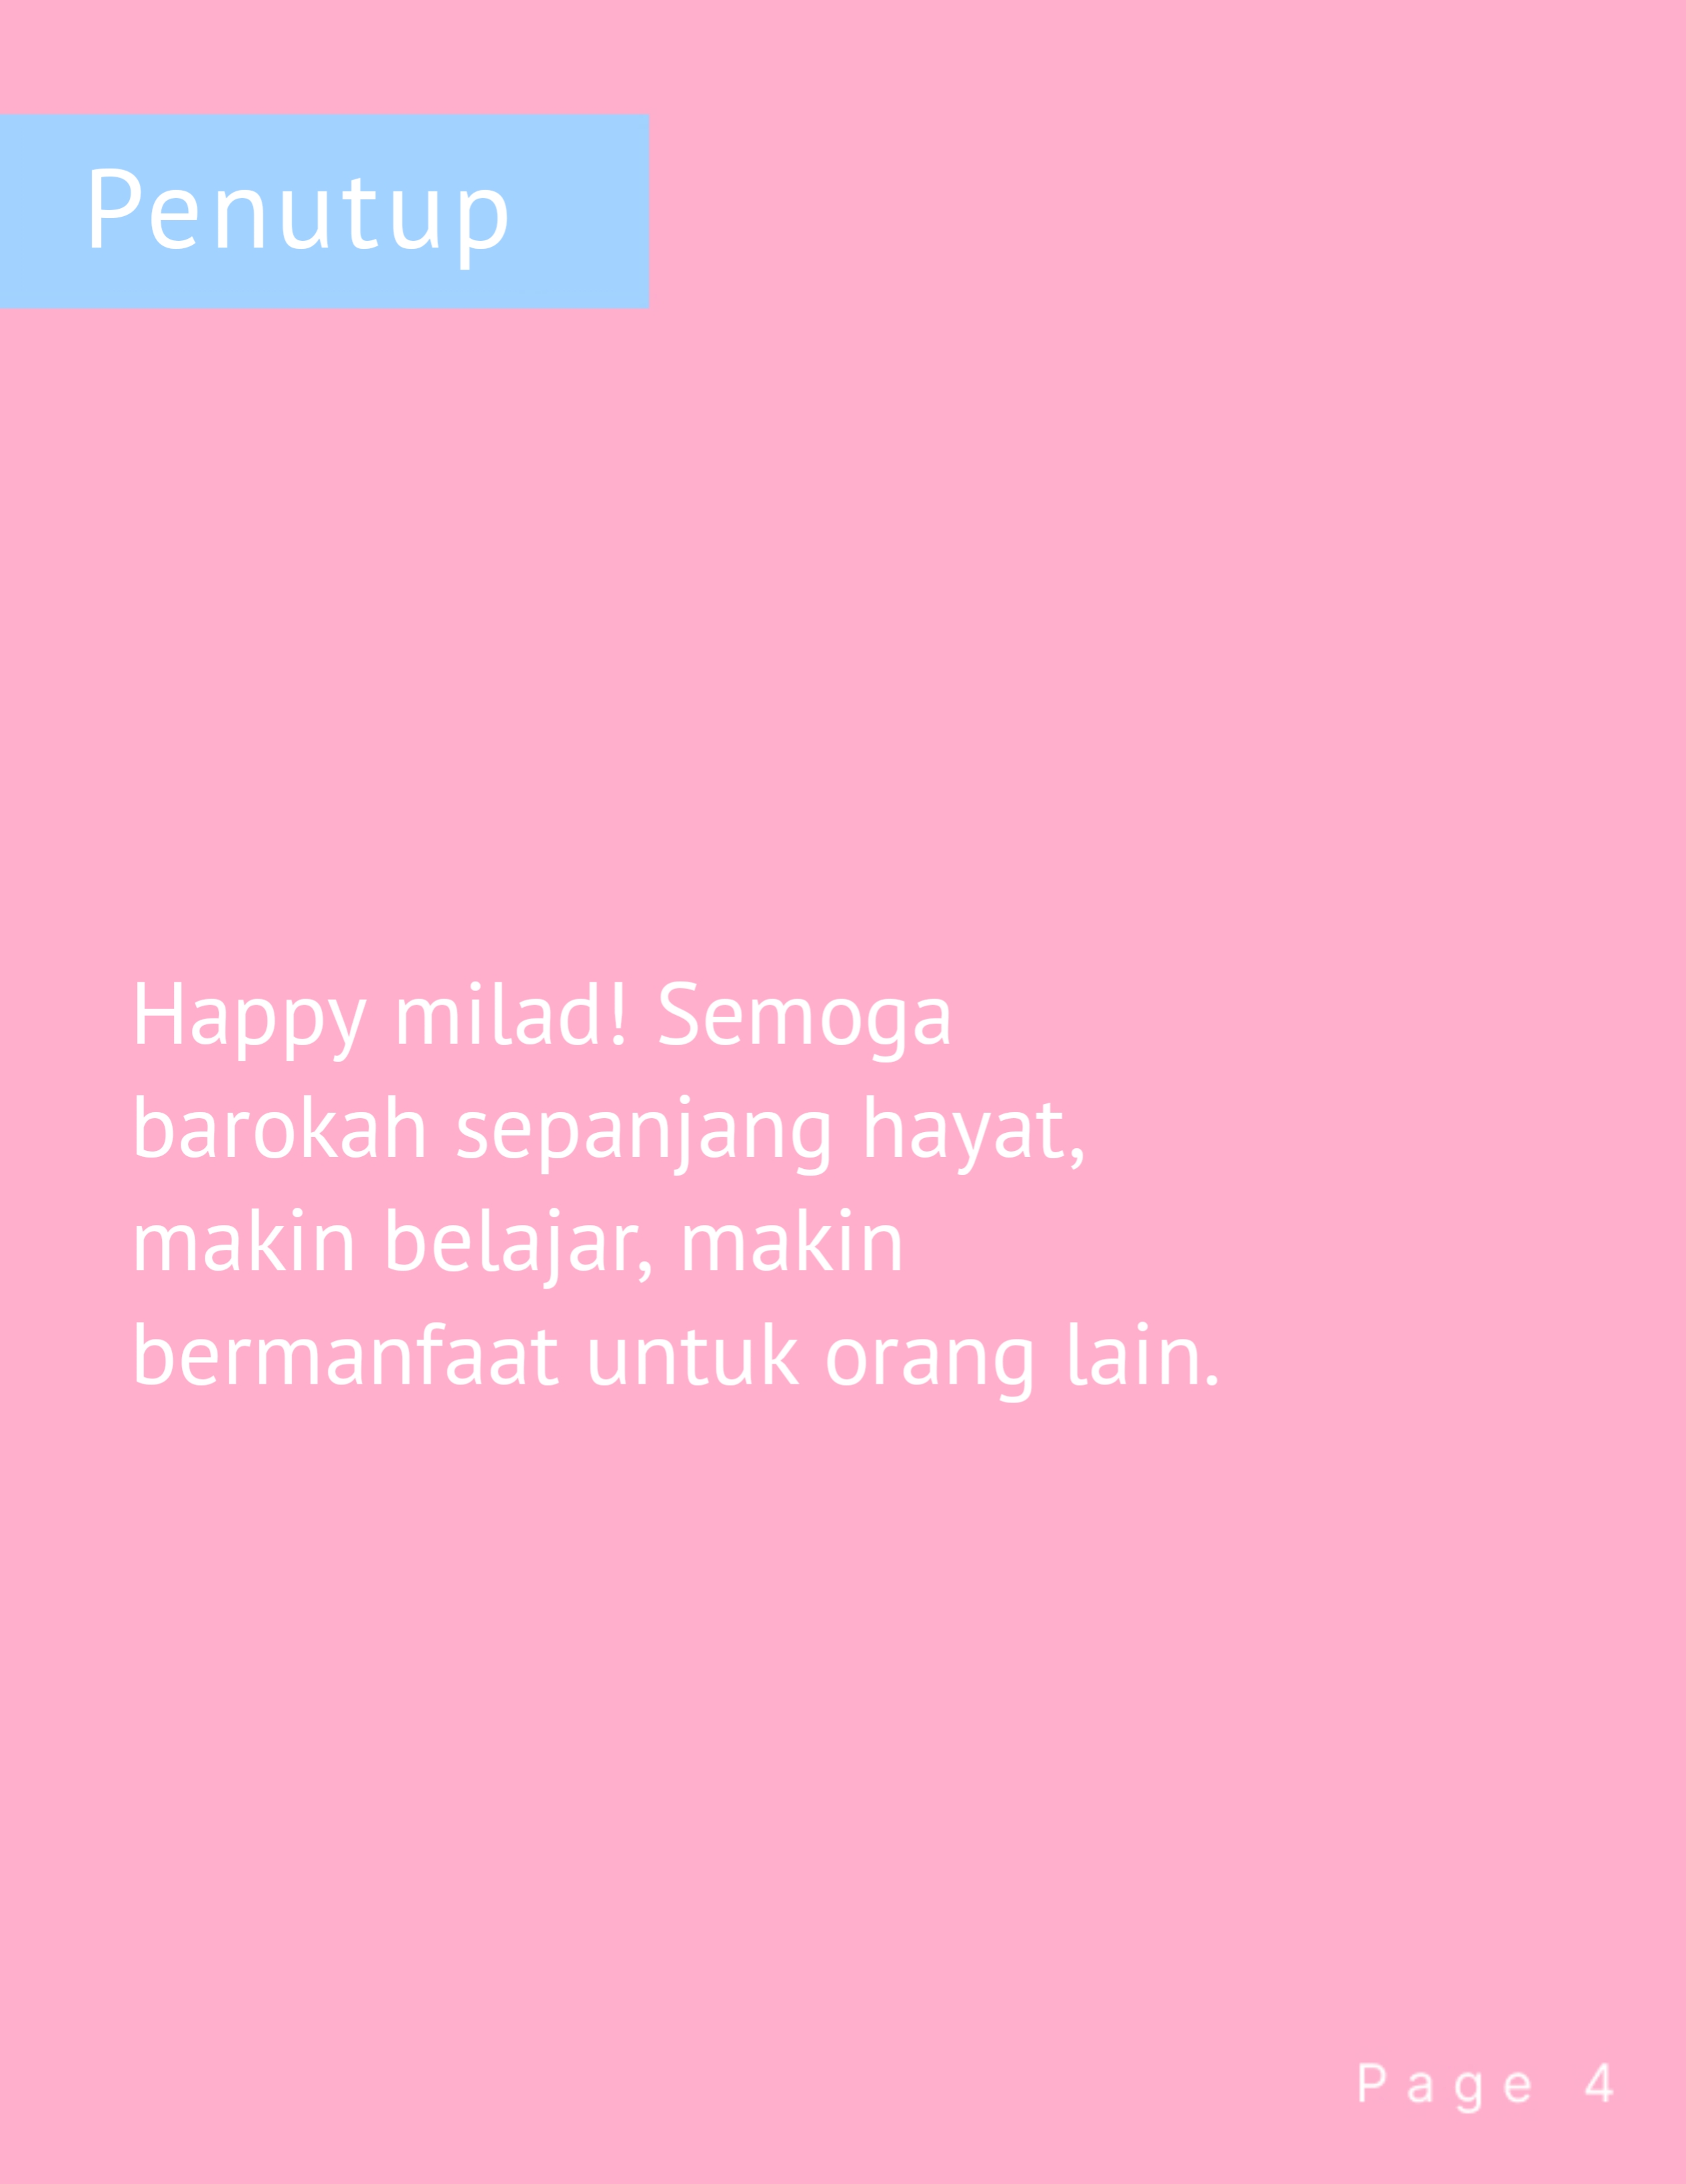 Penutup
Happy milad! Semoga
barokah sepanjang hayat,
makin belajar, makin
bermanfaat untuk orang lain.
Page 4